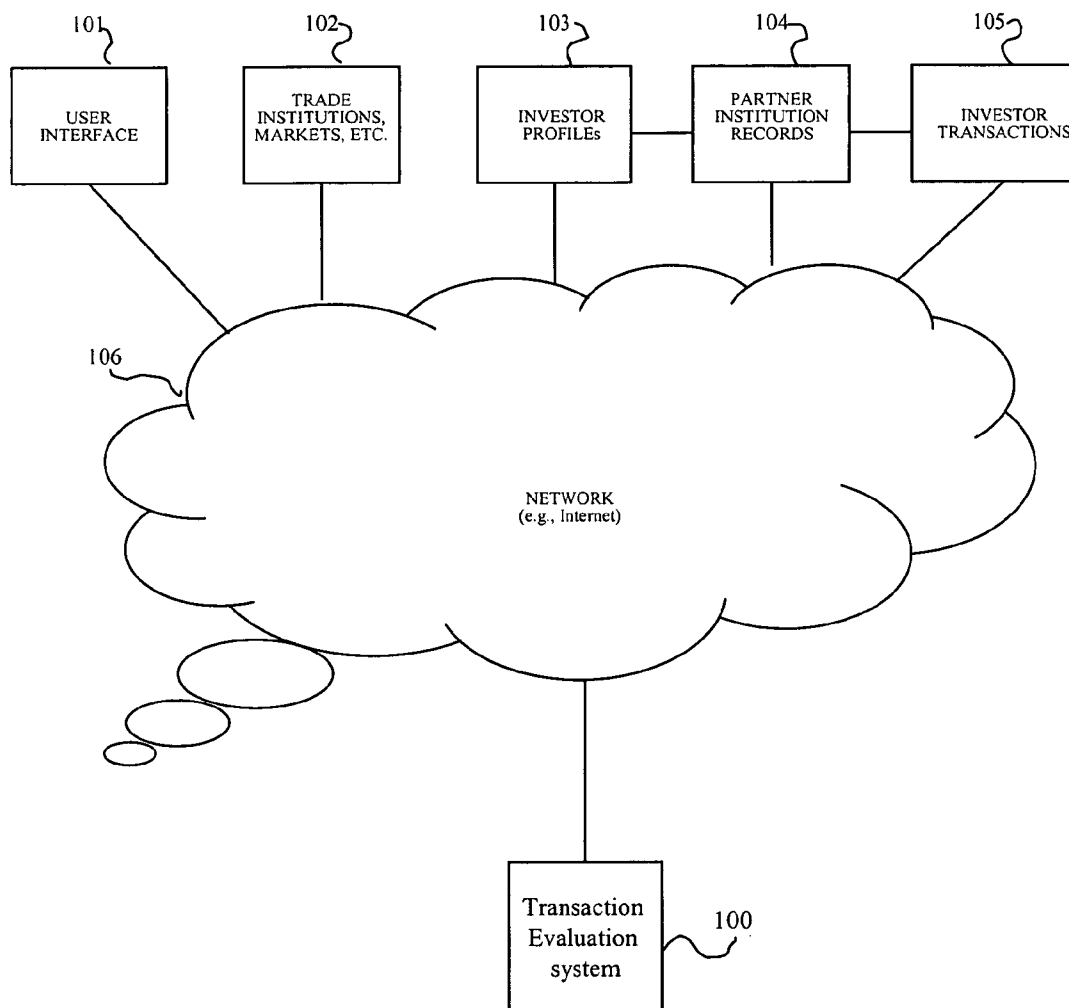 101
102
103
104
105
USER
INTERFACE
TRADE
INSTITUTIONS,
MARKETS, ETC.
INVESTOR
PROFILEs
PARTNER
INSTITUTION
RECORDS
INVESTOR
TRANSACTIONS
106
NETWORK
(e.g., Internet)
Transaction
Evaluation
system
100